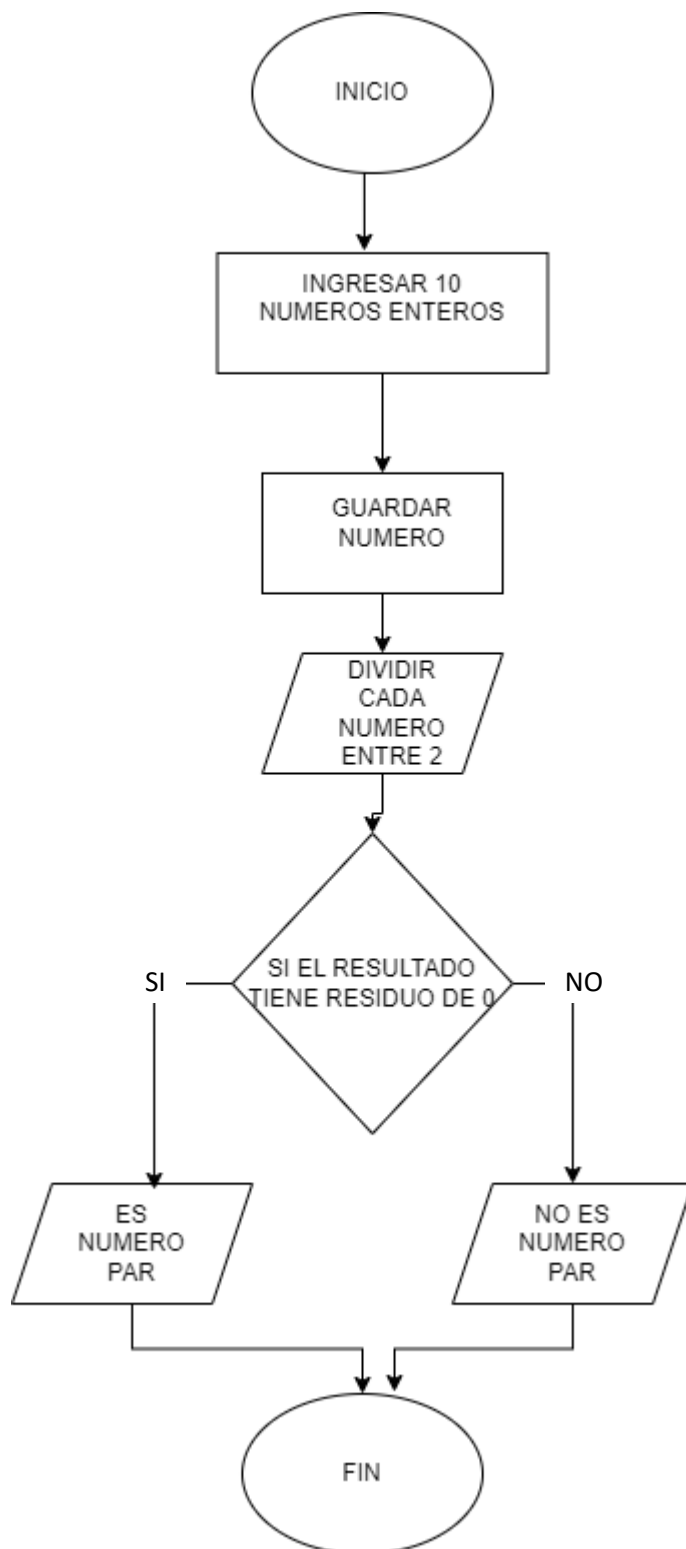 INICIO
INGRESAR 10
NUMEROS ENTEROS
GUARDAR
NUMERO
DIVIDIR
CADA
NUMERO
ENTRE 2
SI EL RESULTADO
TIENE RESIDUO DE 0
SI
NO
ES
NUMERO
PAR
NO ES
NUMERO
PAR
FIN